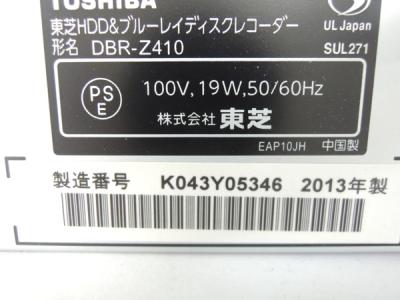 TOSHIBA
東芝HDD&ブルーレイディスクレコーダー
形名 DBR-Z410
UL Japan
SUL271
PS
E
100V, 19W, 50/60Hz
株式会社 東芝
EAP10JH 中国製
製造番号 K043Y05346 2013年製